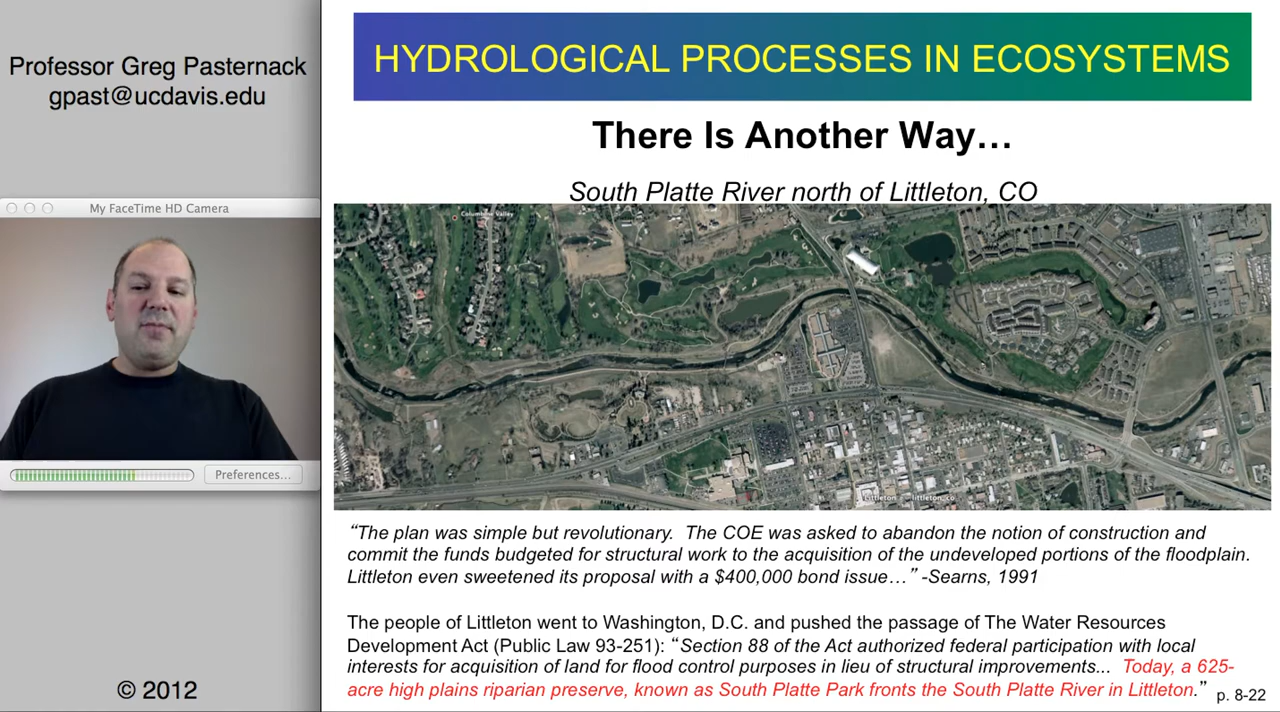 Professor Greg Pasternack
gpast@ucdavis.edu
My FaceTime HD Camera
Preferences...
© 2012
HYDROLOGICAL PROCESSES IN ECOSYSTEMS
There Is Another Way…
South Platte River north of Littleton, CO
Columbine Valley
Littleton
littleton, co
“The plan was simple but revolutionary. The COE was asked to abandon the notion of construction and
commit the funds budgeted for structural work to the acquisition of the undeveloped portions of the floodplain.
Littleton even sweetened its proposal with a $400,000 bond issue…” -Searns, 1991
The people of Littleton went to Washington, D.C. and pushed the passage of The Water Resources
Development Act (Public Law 93-251): “Section 88 of the Act authorized federal participation with local
interests for acquisition of land for flood control purposes in lieu of structural improvements... Today, a 625-
acre high plains riparian preserve, known as South Platte Park fronts the South Platte River in Littleton.”
p. 8-22